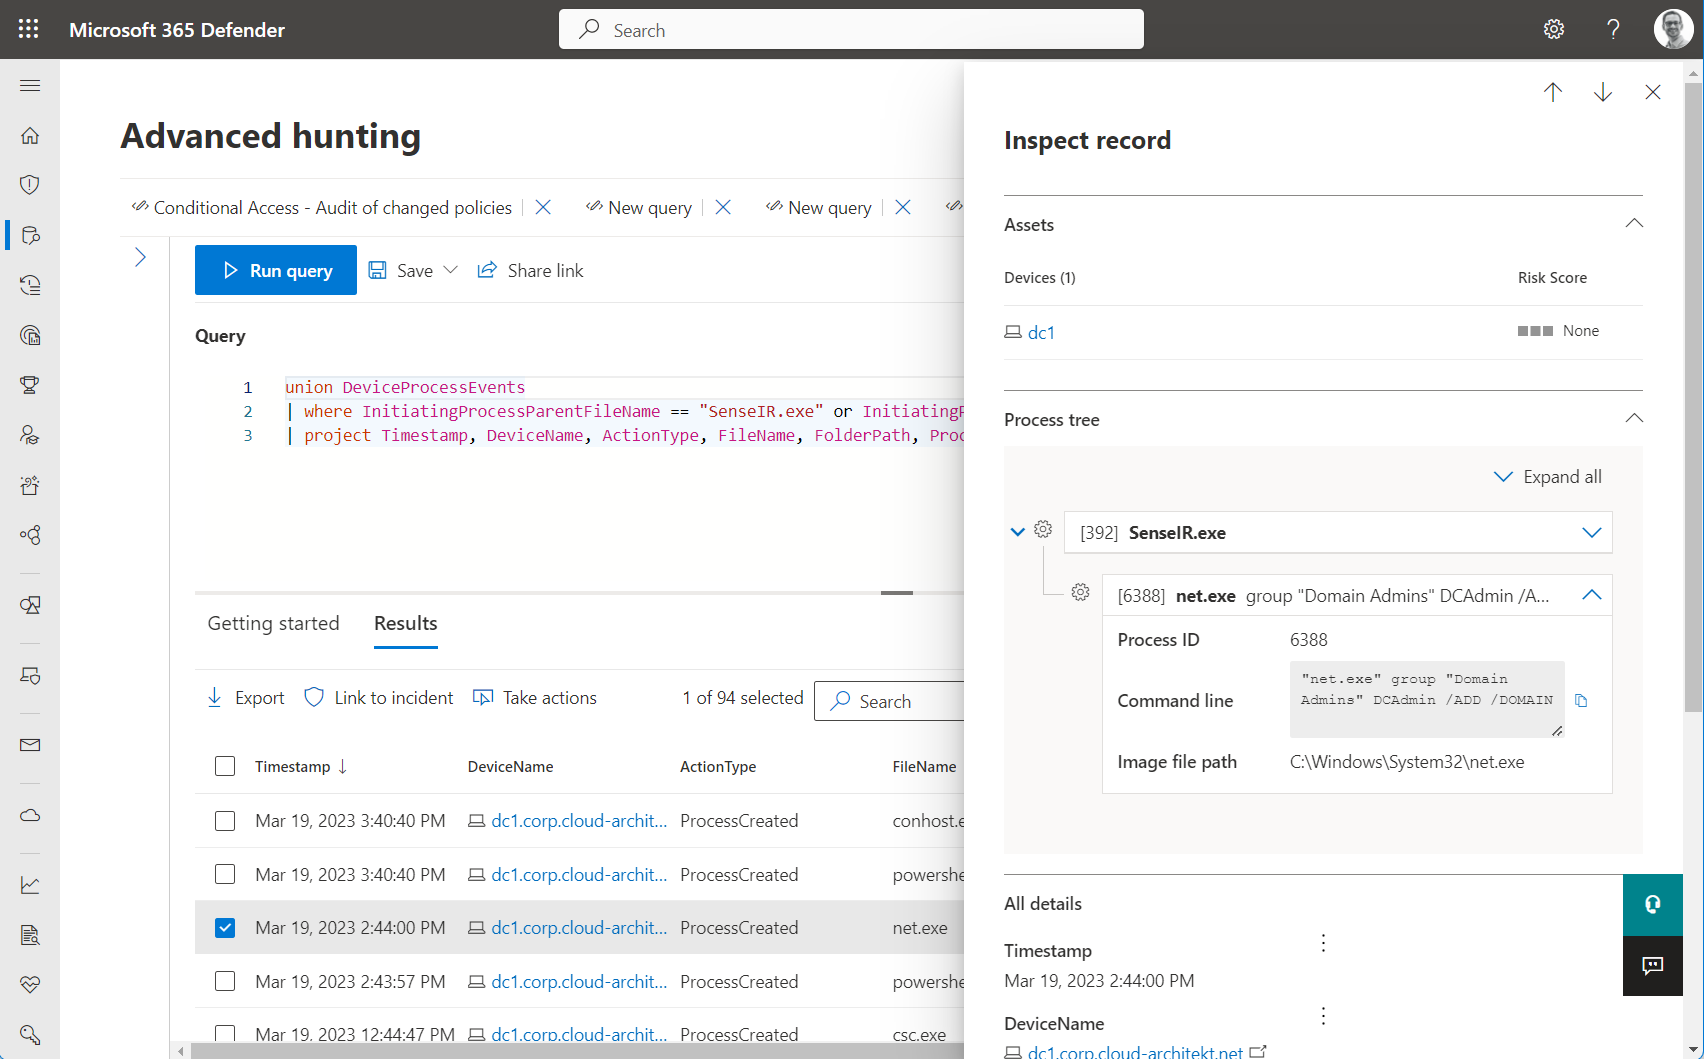 Microsoft 365 Defender
Search
Advanced hunting
Conditional Access - Audit of changed policies
New query
New query
Run query
Save
Share link
Query
1 union DeviceProcessEvents
2 | where InitiatingProcessParentFileName == "SenseIR.exe" or
3 | project Timestamp, DeviceName, ActionType, FileName, FolderPath,
Getting started
Results
Export
Link to incident
Take actions
1 of 94 selected
Search
Timestamp DeviceName ActionType FileName
Mar 19, 2023 3:40:40 PM dc1.corp.cloud-archit... ProcessCreated conhost.e
Mar 19, 2023 3:40:40 PM dc1.corp.cloud-archit... ProcessCreated powershe
Mar 19, 2023 2:44:00 PM dc1.corp.cloud-archit... ProcessCreated net.exe
Mar 19, 2023 2:43:57 PM dc1.corp.cloud-archit... ProcessCreated powershe
Mar 19, 2023 12:44:47 PM dc1.corp.cloud-archit... ProcessCreated csc.exe
Inspect record
Assets
Devices (1) Risk Score
dc1 None
Process tree
Expand all
[392] SenseIR.exe
[6388] net.exe group "Domain Admins" DCAdmin /A...
Process ID 6388
Command line
"net.exe" group "Domain
Admins" DCAdmin /ADD /DOMAIN
Image file path C:\Windows\System32\net.exe
All details
Timestamp
Mar 19, 2023 2:44:00 PM
DeviceName
dc1.corp.cloud-architekt.net